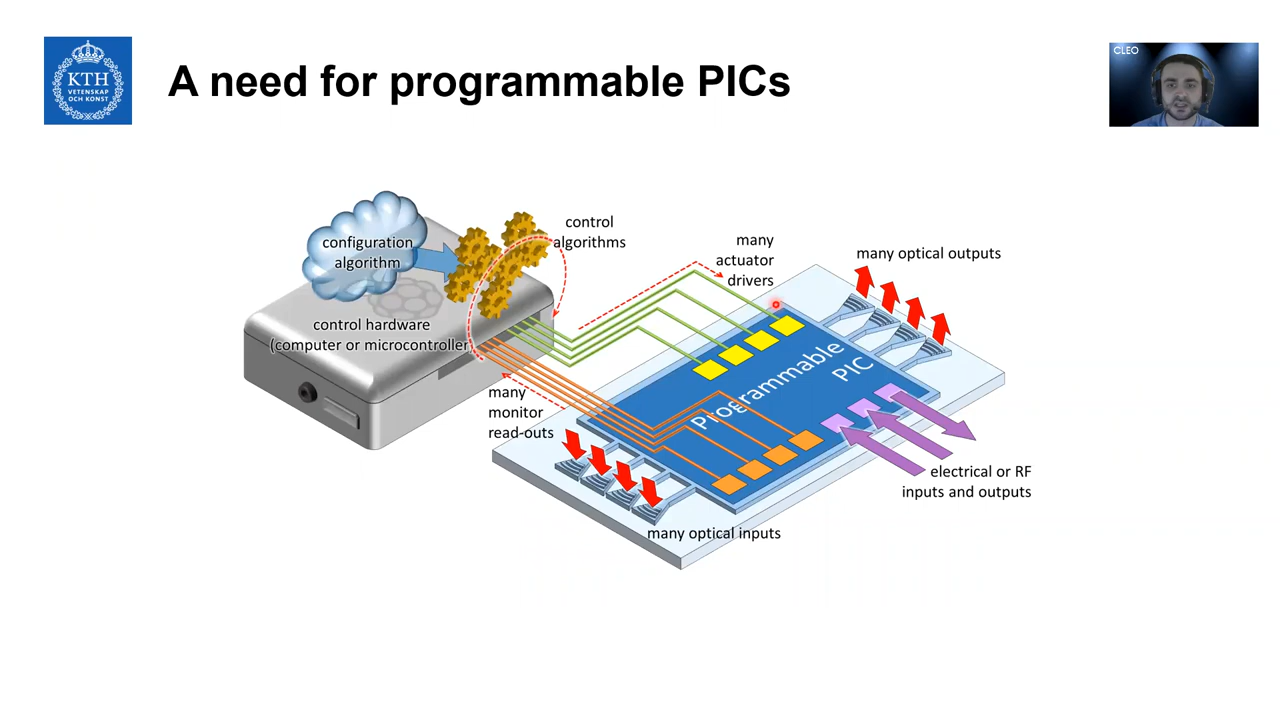 KTH
VETENSKAP
OCH KONST
A need for programmable PICs
CLEO
configuration
algorithm
control
algorithms
control hardware
(computer or microcontroller)
many
actuator
drivers
many optical outputs
Programmable
PIC
many
monitor
read-outs
electrical or RF
inputs and outputs
many optical inputs